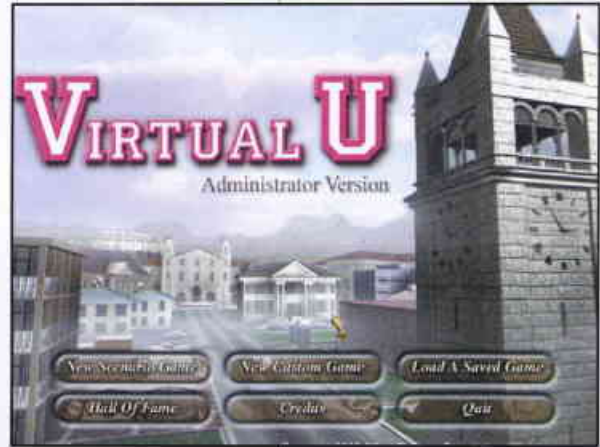 VIRTUAL U
Administrator Version
New Scenario Game New Custom Game Load A Saved Game
Hall Of Fame Credits Quit